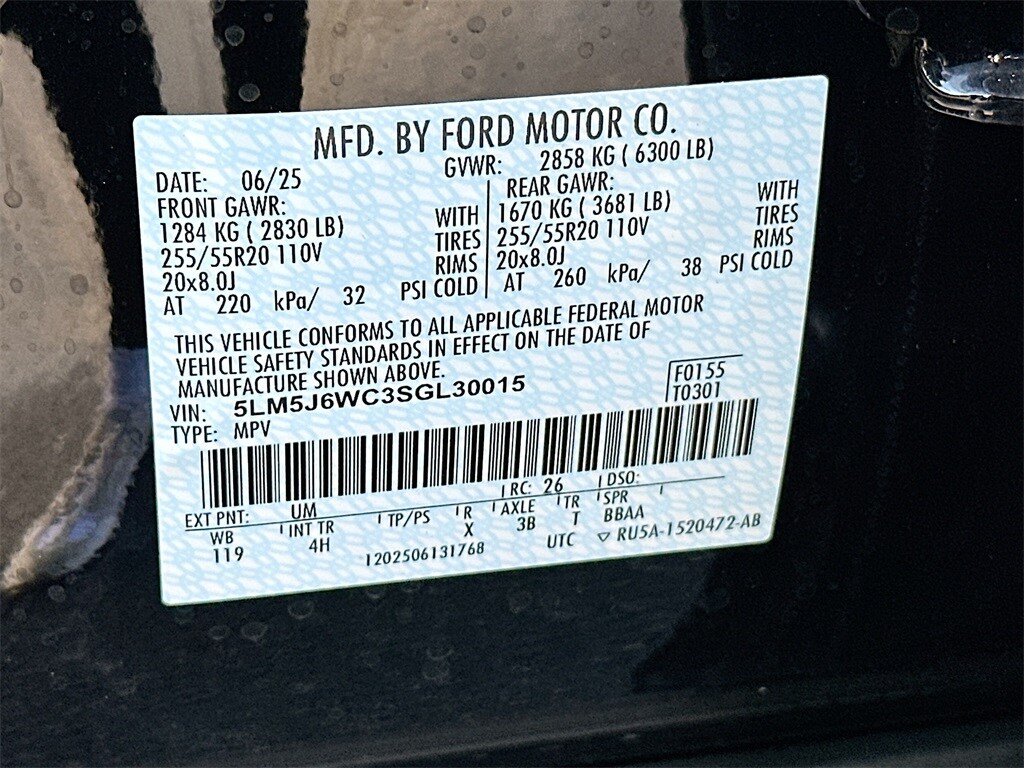 MFD. BY FORD MOTOR CO.
DATE: 06/25 GVWR: 2858 KG ( 6300 LB)
FRONT GAWR: REAR GAWR:
1284 KG ( 2830 LB) WITH 1670 KG ( 3681 LB) WITH
255/55R20 110V TIRES 255/55R20 110V TIRES
20x8.0J RIMS 20x8.0J RIMS
AT 220 kPa/ 32 PSI COLD AT 260 kPa/ 38 PSI COLD
THIS VEHICLE CONFORMS TO ALL APPLICABLE FEDERAL MOTOR
VEHICLE SAFETY STANDARDS IN EFFECT ON THE DATE OF
MANUFACTURE SHOWN ABOVE.
VIN: 5LM5J6WC3SGL30015 F0155
TYPE: MPV T0301
EXT PNT: UM RC: 26 DSO:
WB INT TR TP/PS R AXLE TR SPR
119 4H X 3B T BBAA
1202506131768 UTC ▽ RU5A-1520472-AB